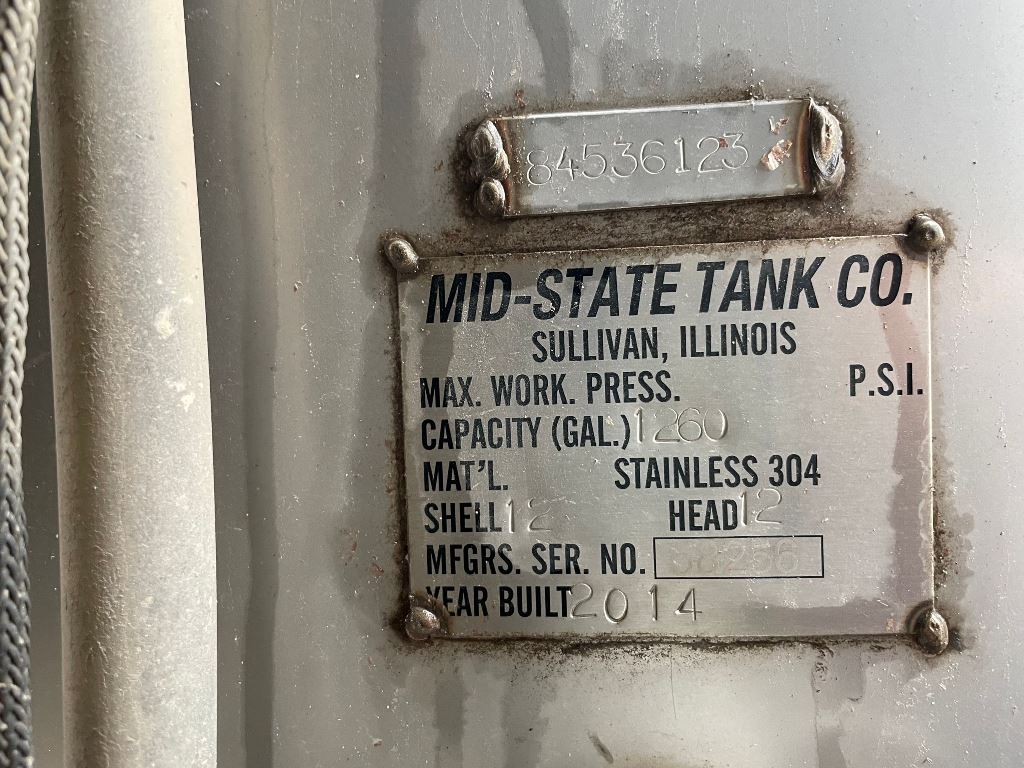 84536123
MID-STATE TANK CO.
SULLIVAN, ILLINOIS
MAX. WORK. PRESS. P.S.I.
CAPACITY (GAL.) 1260
MAT'L. STAINLESS 304
SHELL 12 HEAD 12
MFGRS. SER. NO.
YEAR BUILT 2014